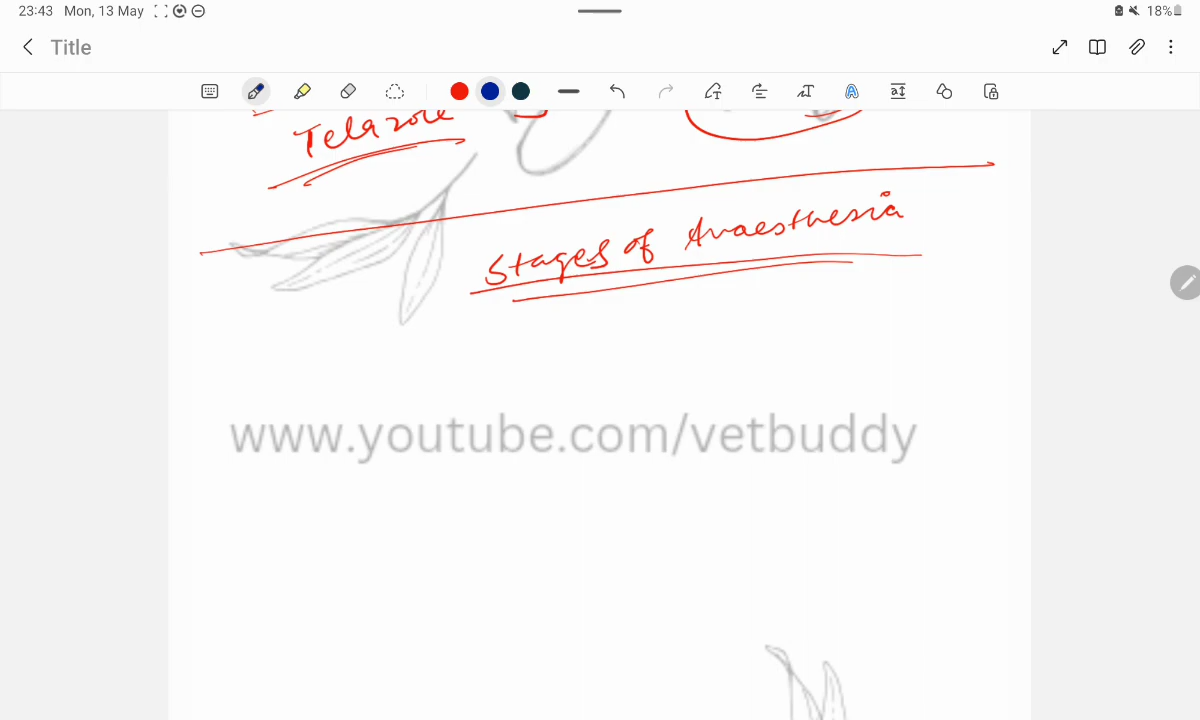 23:43 Mon, 13 May 18%
Title
Telazole
Stages of Anaesthesia
www.youtube.com/vetbuddy